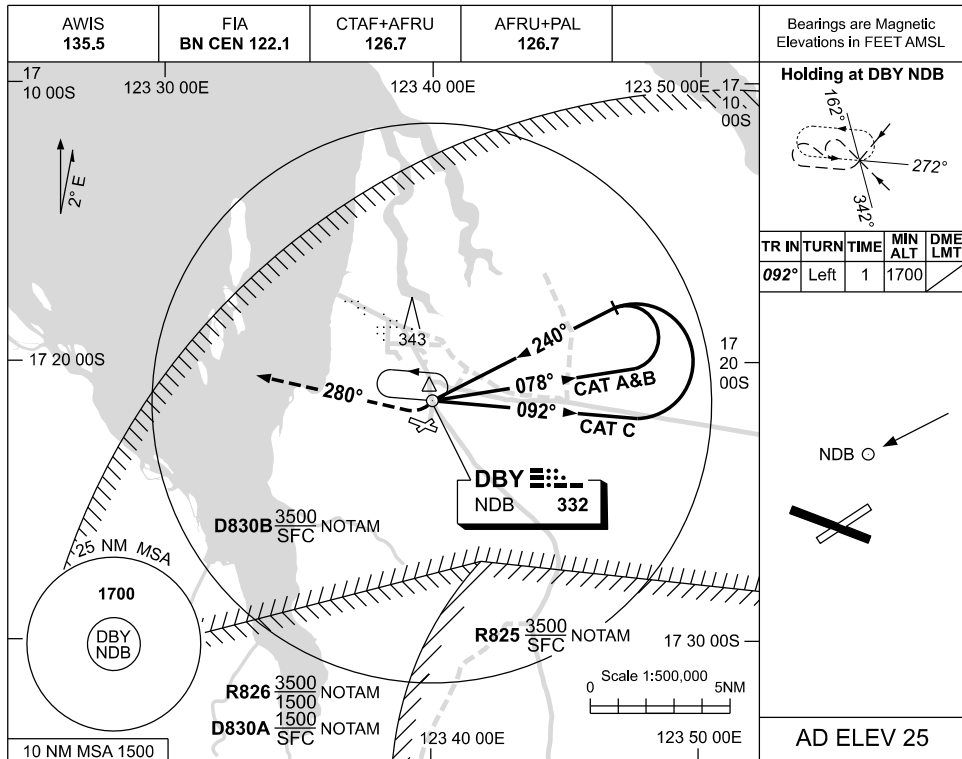 AWIS
135.5
FIA
BN CEN 122.1
CTAF+AFRU
126.7
AFRU+PAL
126.7
Bearings are Magnetic
Elevations in FEET AMSL
17
10 00S
123 30 00E
123 40 00E
123 50 00E
17
10
00S
2° E
Holding at DBY NDB
162°
272°
342°
TR IN TURN TIME MIN ALT DME LMT
092° Left 1 1700
343
17 20 00S
17
20
00S
240°
078°
CAT A&B
092°
CAT C
280°
DBY
NDB 332
NDB
D830B 3500 SFC NOTAM
25 NM MSA
1700
DBY
NDB
R825 3500 SFC NOTAM
17 30 00S
R826 3500 1500 NOTAM
D830A 1500 SFC NOTAM
Scale 1:500,000
0 5NM
123 40 00E
123 50 00E
10 NM MSA 1500
AD ELEV 25